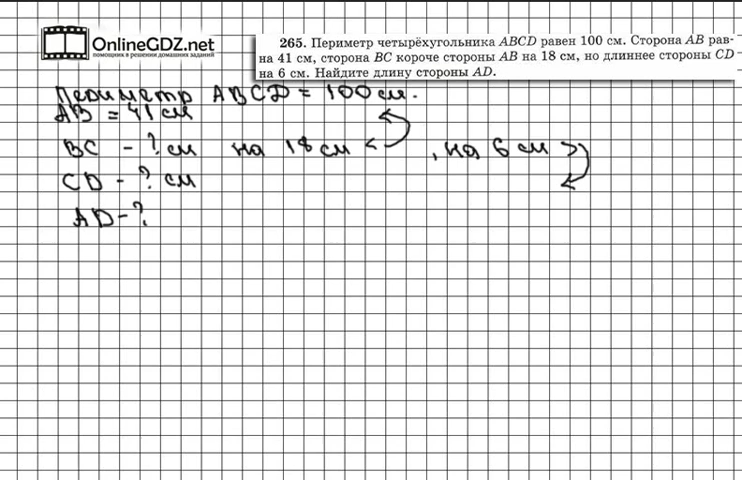 OnlineGDZ.net
помощник в решении домашних заданий
265. Периметр четырёхугольника ABCD равен 100 см. Сторона AB рав-
на 41 см, сторона BC короче стороны AB на 18 см, но длиннее стороны CD
на 6 см. Найдите длину стороны AD.
Периметр ABCD = 100 см.
AB = 41 см
BC - ? см на 18 см < , на 6 см >
CD - ? см
AD - ?